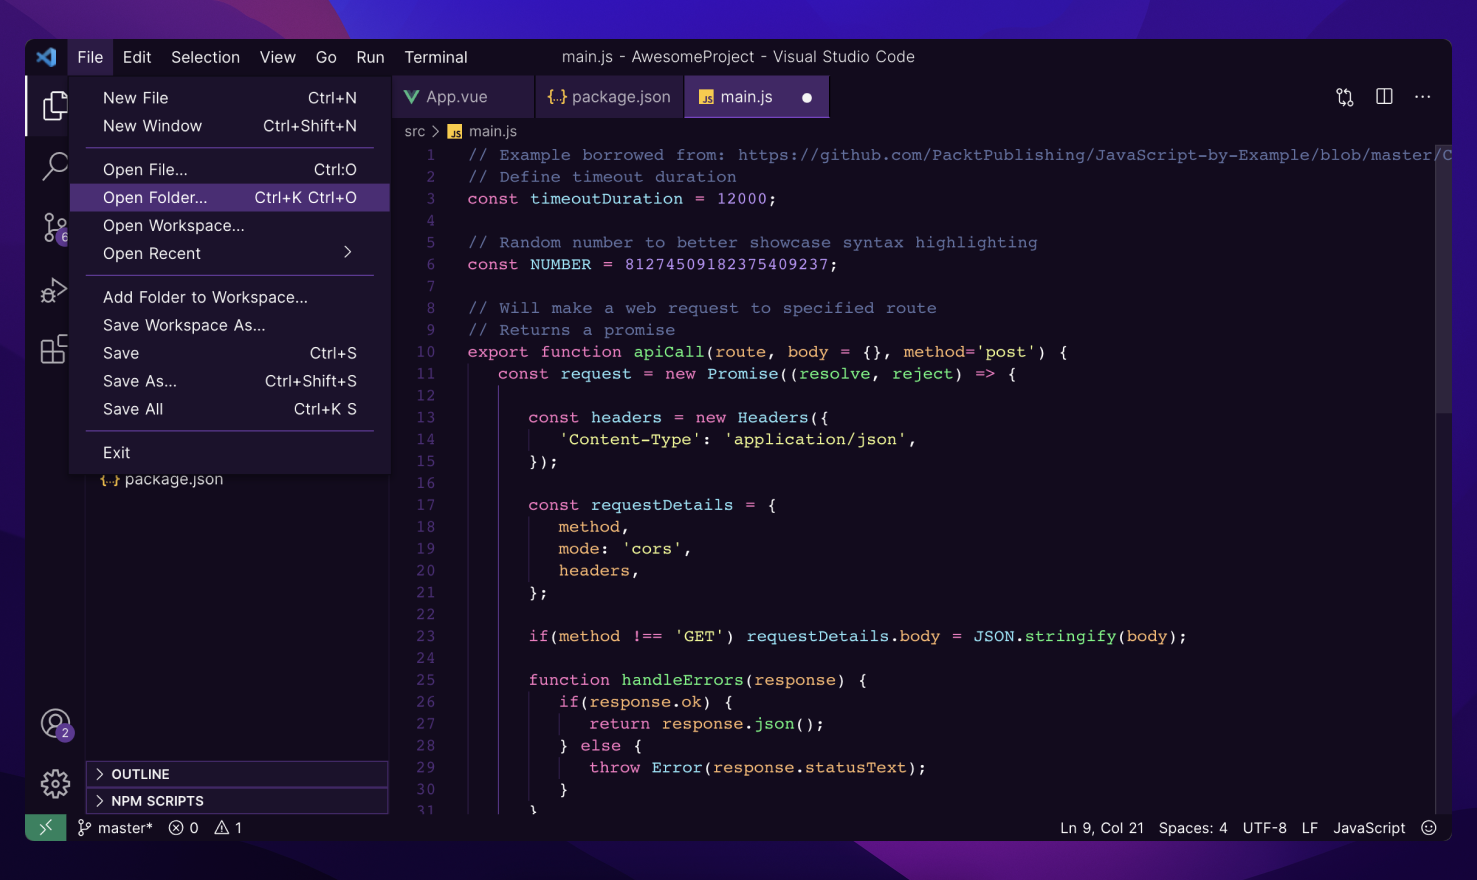 File Edit Selection View Go Run Terminal main.js - AwesomeProject - Visual Studio Code
New File Ctrl+N
New Window Ctrl+Shift+N
Open File... Ctrl:O
Open Folder... Ctrl+K Ctrl+O
Open Workspace...
Open Recent
Add Folder to Workspace...
Save Workspace As...
Save Ctrl+S
Save As... Ctrl+Shift+S
Save All Ctrl+K S
Exit
{..} package.json
6
2
OUTLINE
NPM SCRIPTS
App.vue {..} package.json JS main.js
src > JS main.js
1 // Example borrowed from: https://github.com/PacktPublishing/JavaScript-by-Example/blob/master/C
2 // Define timeout duration
3 const timeoutDuration = 12000;
4
5 // Random number to better showcase syntax highlighting
6 const NUMBER = 81274509182375409237;
7
8 // Will make a web request to specified route
9 // Returns a promise
10 export function apiCall(route, body = {}, method='post') {
11 const request = new Promise((resolve, reject) => {
12
13 const headers = new Headers({
14 'Content-Type': 'application/json',
15 });
16
17 const requestDetails = {
18 method,
19 mode: 'cors',
20 headers,
21 };
22
23 if(method !== 'GET') requestDetails.body = JSON.stringify(body);
24
25 function handleErrors(response) {
26 if(response.ok) {
27 return response.json();
28 } else {
29 throw Error(response.statusText);
30 }
31 }
master* 0 1 Ln 9, Col 21 Spaces: 4 UTF-8 LF JavaScript